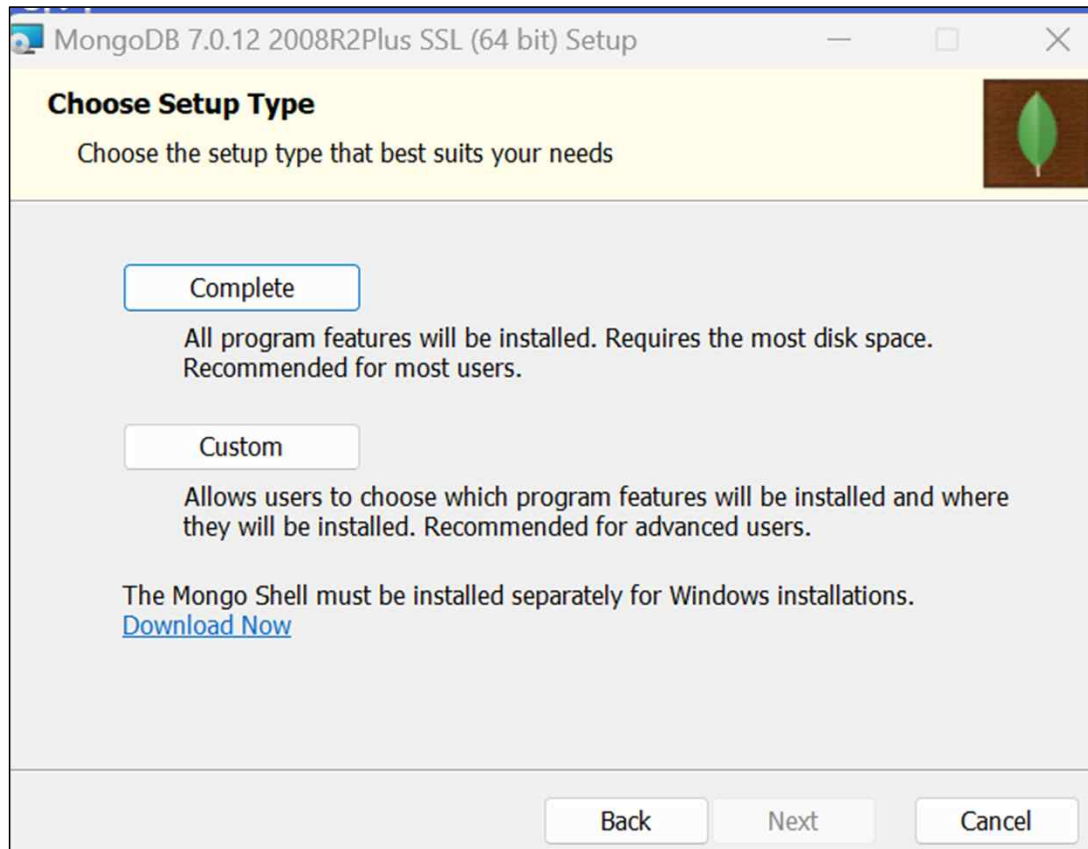 MongoDB 7.0.12 2008R2Plus SSL (64 bit) Setup
Choose Setup Type
Choose the setup type that best suits your needs
Complete
All program features will be installed. Requires the most disk space.
Recommended for most users.
Custom
Allows users to choose which program features will be installed and where
they will be installed. Recommended for advanced users.
The Mongo Shell must be installed separately for Windows installations.
Download Now
Back Next Cancel